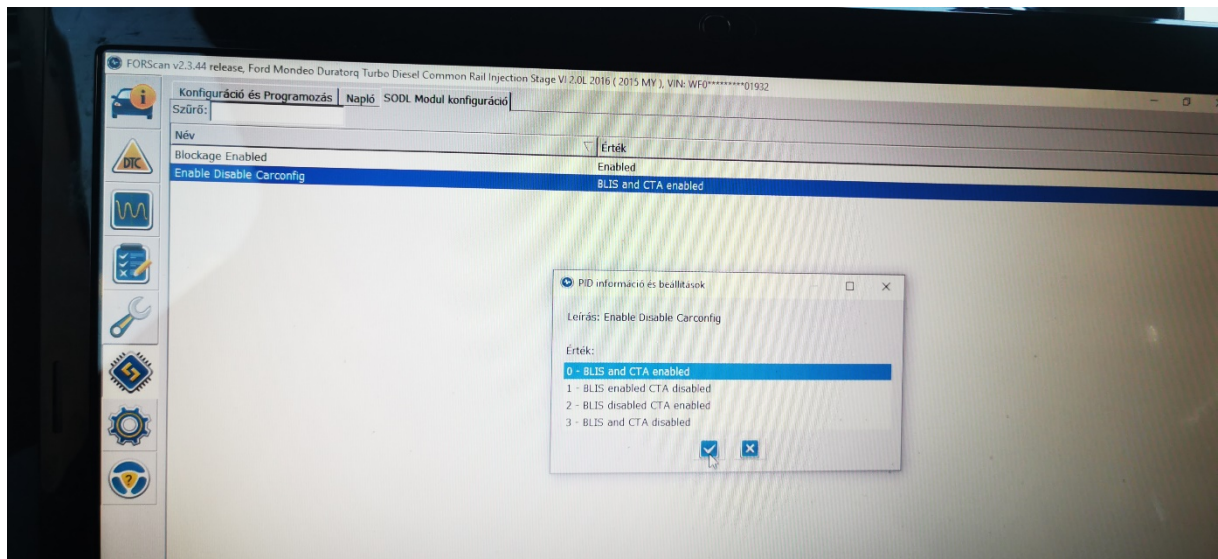 FORScan v2.3.44 release, Ford Mondeo Duratorq Turbo Diesel Common Rail Injection Stage VI 2.0L 2016 ( 2015 MY ), VIN: WF0*********01932
Konfiguráció és Programozás Napló SODL Modul konfiguráció
Szűrő:
Név Érték
Blockage Enabled Enabled
Enable Disable Carconfig BLIS and CTA enabled
DTC
PID információ és beállítások
Leírás: Enable Disable Carconfig
Érték:
0 - BLIS and CTA enabled
1 - BLIS enabled CTA disabled
2 - BLIS disabled CTA enabled
3 - BLIS and CTA disabled